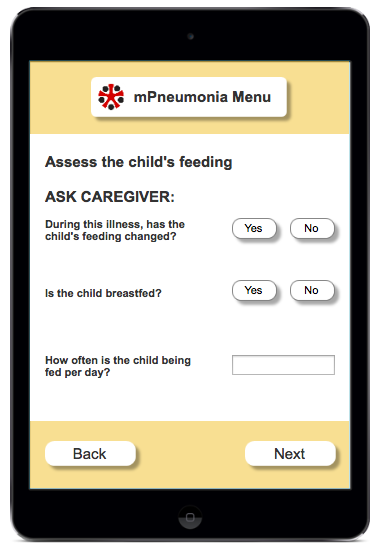 mPneumonia Menu
Assess the child's feeding
ASK CAREGIVER:
During this illness, has the
child's feeding changed?
Yes
No
Is the child breastfed?
Yes
No
How often is the child being
fed per day?
Back
Next